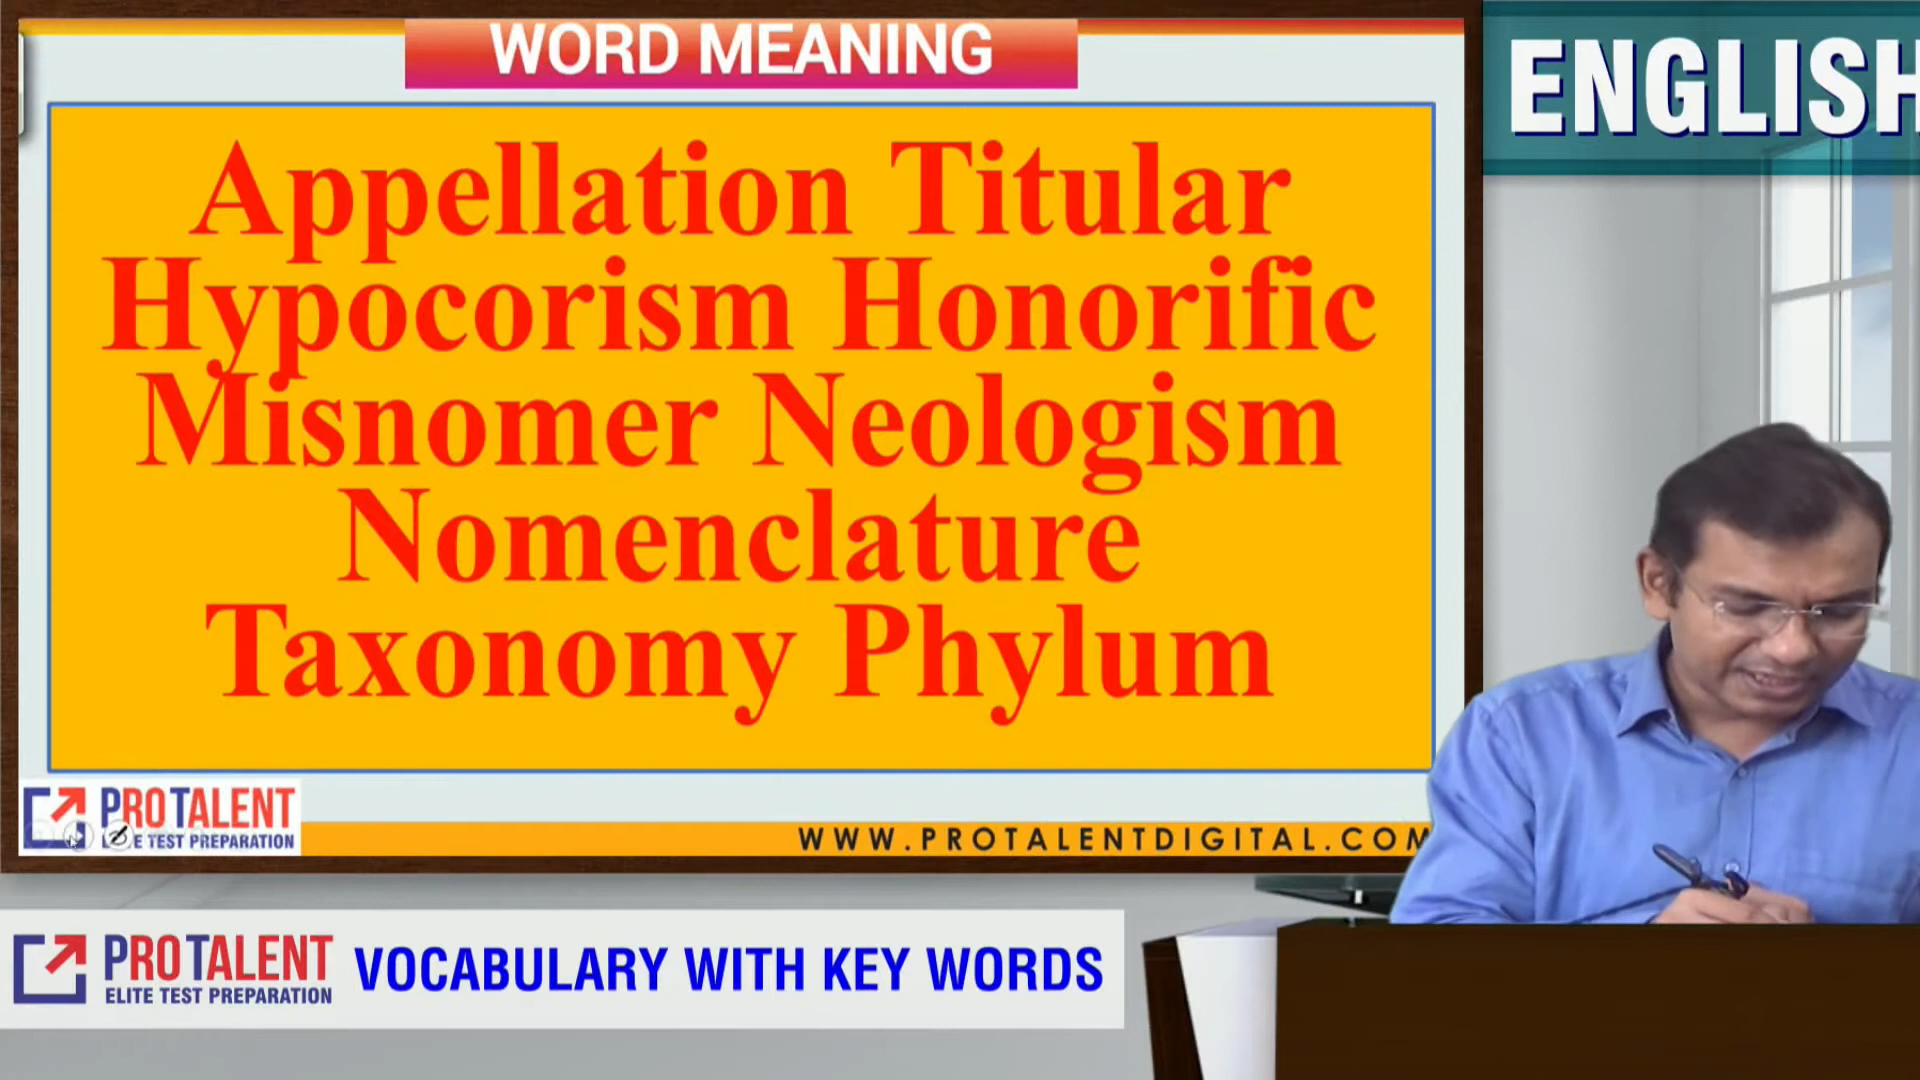 WORD MEANING
ENGLISH
Appellation Titular
Hypocorism Honorific
Misnomer Neologism
Nomenclature
Taxonomy Phylum
PROTALENT
ELITE TEST PREPARATION
WWW.PROTALENTDIGITAL.COM
PROTALENT
ELITE TEST PREPARATION
VOCABULARY WITH KEY WORDS